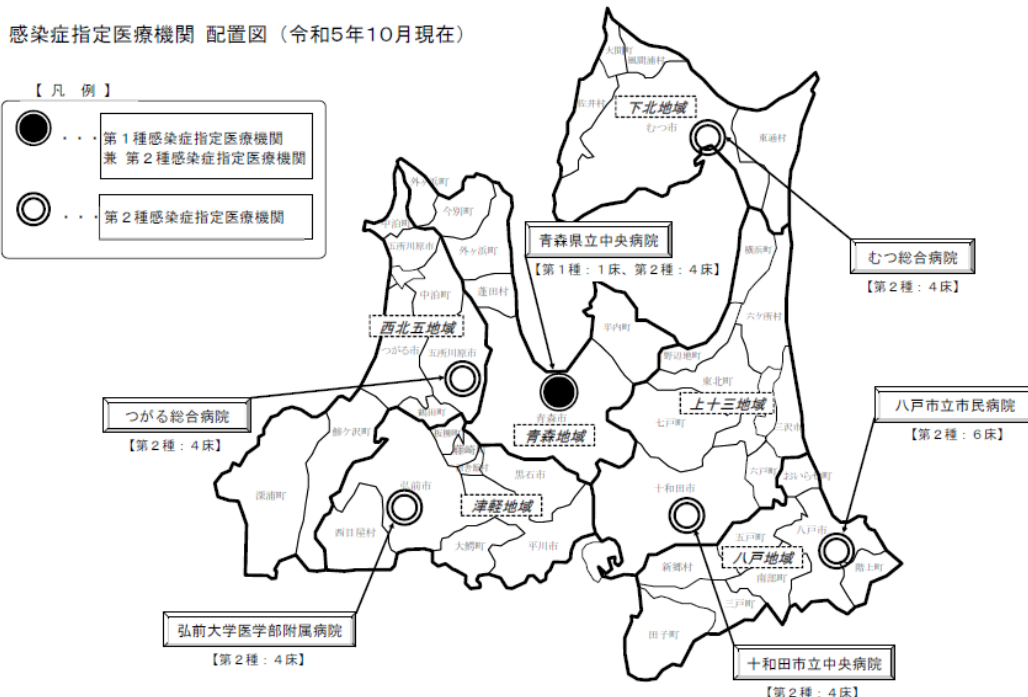 感染症指定医療機関 配置図（令和5年10月現在）
【 凡 例 】
・・・第1種感染症指定医療機関
兼 第2種感染症指定医療機関
・・・第2種感染症指定医療機関
大間町
風間浦村
佐井村
下北地域
むつ市
東通村
外ヶ浜町
今別町
中泊町
五所川原市
外ヶ浜町
青森県立中央病院
【第1種：1床、第2種：4床】
横浜町
むつ総合病院
【第2種：4床】
中泊町
蓬田村
六ケ所村
西北五地域
平内町
つがる市
五所川原市
野辺地町
東北町
つがる総合病院
【第2種：4床】
鶴田町
青森市
青森地域
七戸町
上十三地域
三沢市
八戸市立市民病院
【第2種：6床】
鰺ケ沢町
板柳町
藤崎町
田舎館村
黒石市
六戸町
おいらせ町
深浦町
弘前市
津軽地域
十和田市
西目屋村
大鰐町
平川市
五戸町
八戸市
八戸地域
新郷村
南部町
階上町
三戸町
田子町
弘前大学医学部附属病院
【第2種：4床】
十和田市立中央病院
【第2種：4床】